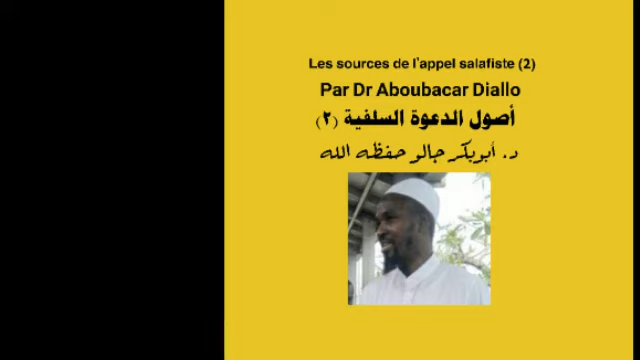 Les sources de l'appel salafiste (2)
Par Dr Aboubacar Diallo
أصول الدعوة السلفية (٢)
د. أبوبكر جالو حفظه الله